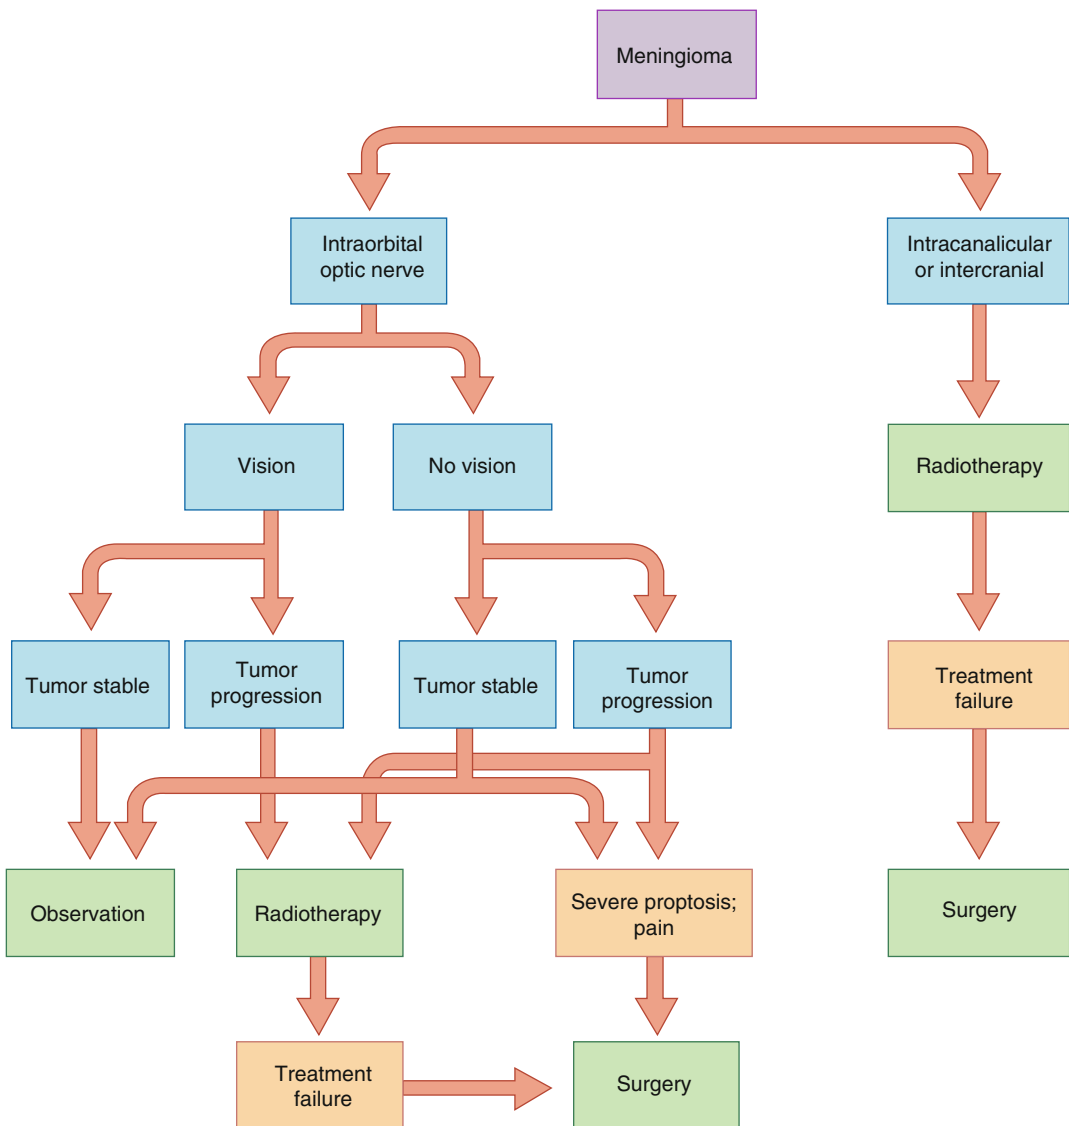 Meningioma
Intraorbital
optic nerve
Intracanalicular
or intercranial
Vision
No vision
Radiotherapy
Tumor stable
Tumor
progression
Tumor stable
Tumor
progression
Treatment
failure
Observation
Radiotherapy
Severe proptosis;
pain
Surgery
Treatment
failure
Surgery